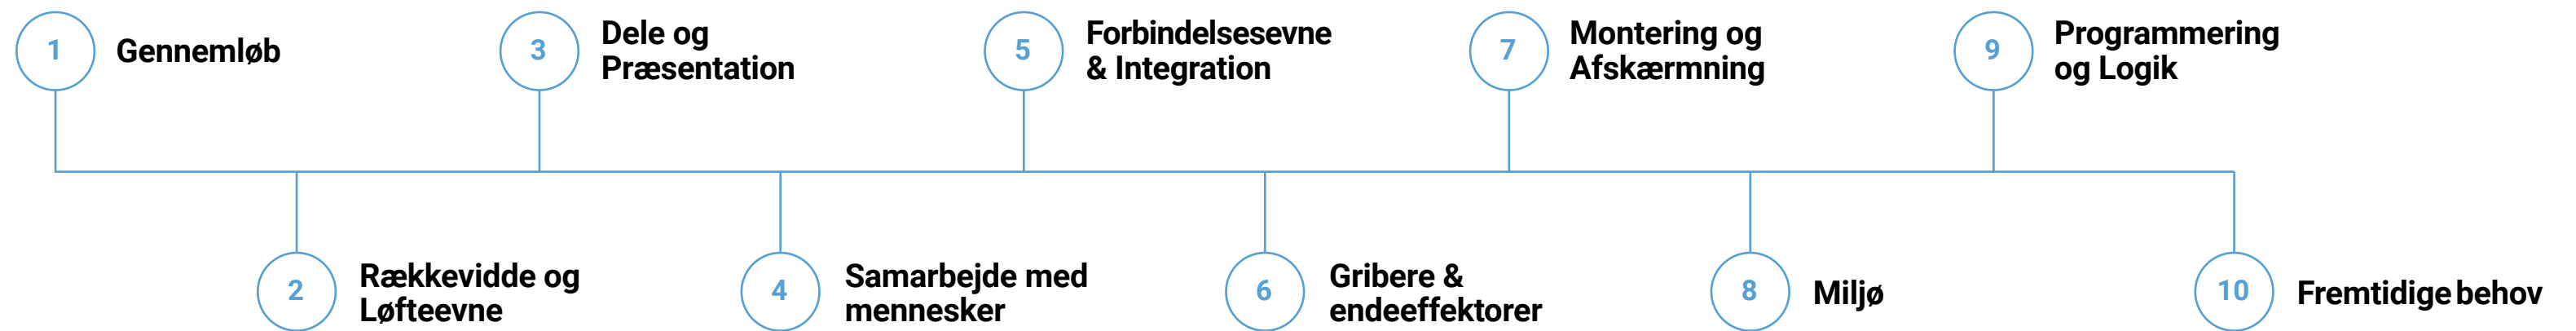 1
Gennemløb
2
Rækkevidde og
Løfteevne
3
Dele og
Præsentation
4
Samarbejde med
mennesker
5
Forbindelsesevne
& Integration
6
Gribere &
endeeffektorer
7
Montering og
Afskærmning
8
Miljø
9
Programmering
og Logik
10
Fremtidige behov